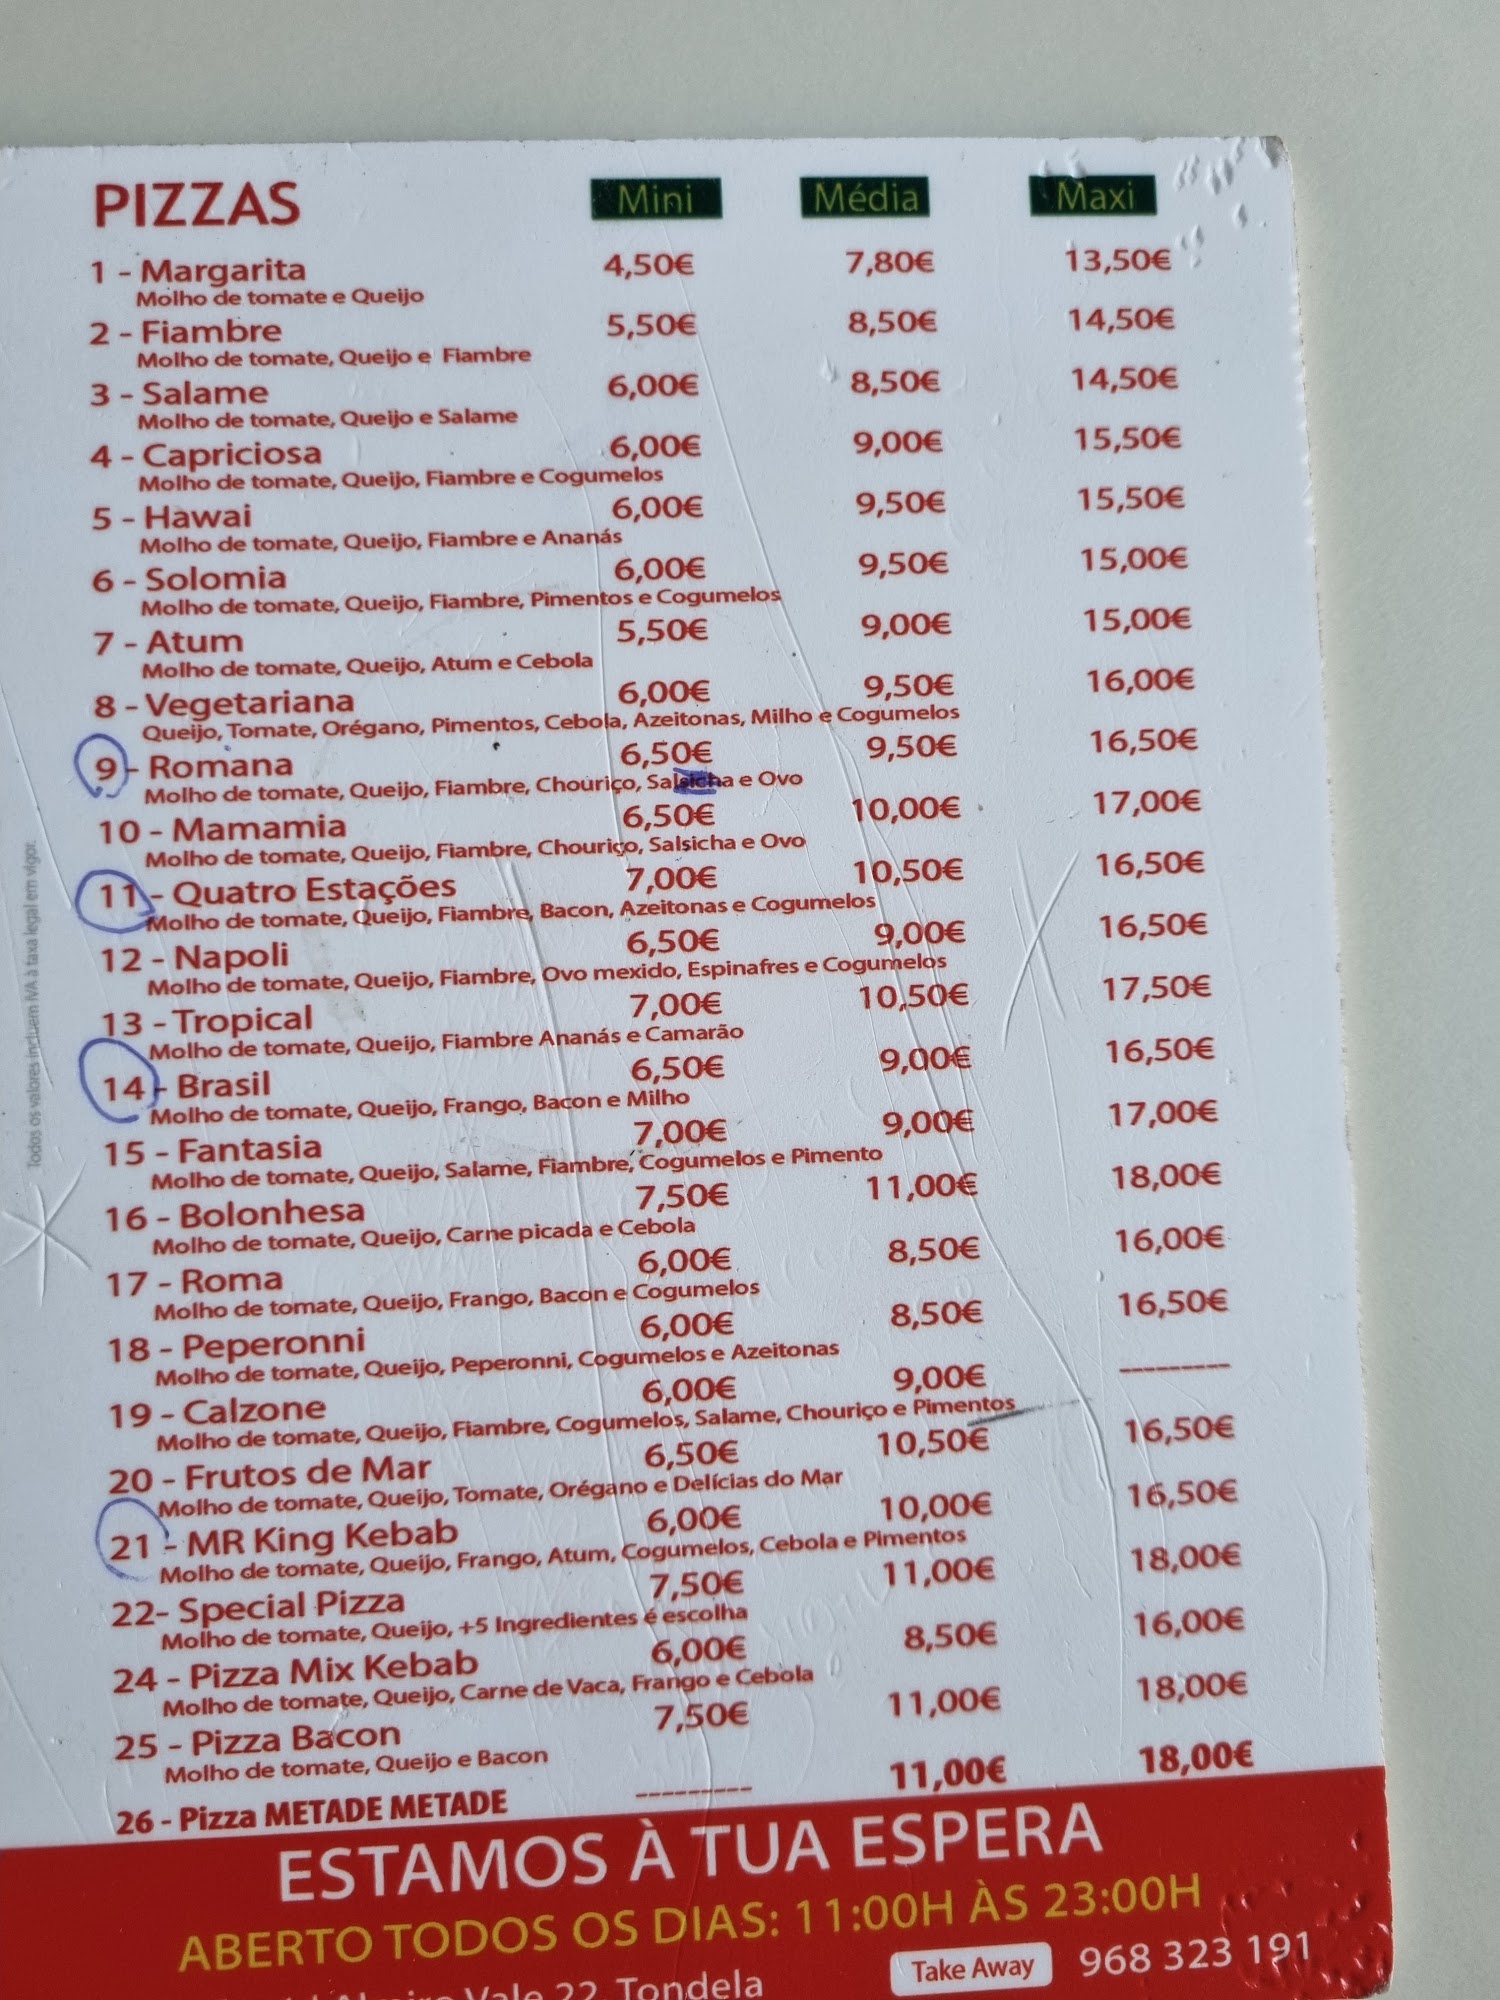 PIZZAS Mini Média Maxi
1 - Margarita 4,50€ 7,80€ 13,50€
Molho de tomate e Queijo
2 - Fiambre 5,50€ 8,50€ 14,50€
Molho de tomate, Queijo e Fiambre
3 - Salame 6,00€ 8,50€ 14,50€
Molho de tomate, Queijo e Salame
4 - Capriciosa 6,00€ 9,00€ 15,50€
Molho de tomate, Queijo, Fiambre e Cogumelos
5 - Hawai 6,00€ 9,50€ 15,50€
Molho de tomate, Queijo, Fiambre e Ananás
6 - Solomia 6,00€ 9,50€ 15,00€
Molho de tomate, Queijo, Fiambre, Pimentos e Cogumelos
7 - Atum 5,50€ 9,00€ 15,00€
Molho de tomate, Queijo, Atum e Cebola
8 - Vegetariana 6,00€ 9,50€ 16,00€
Queijo, Tomate, Orégano, Pimentos, Cebola, Azeitonas, Milho e Cogumelos
9 - Romana 6,50€ 9,50€ 16,50€
Molho de tomate, Queijo, Fiambre, Chouriço, Salsicha e Ovo
10 - Mamamia 6,50€ 10,00€ 17,00€
Molho de tomate, Queijo, Fiambre, Chouriço, Salsicha e Ovo
11 - Quatro Estações 7,00€ 10,50€ 16,50€
Molho de tomate, Queijo, Fiambre, Bacon, Azeitonas e Cogumelos
12 - Napoli 6,50€ 9,00€ 16,50€
Molho de tomate, Queijo, Fiambre, Ovo mexido, Espinafres e Cogumelos
13 - Tropical 7,00€ 10,50€ 17,50€
Molho de tomate, Queijo, Fiambre Ananás e Camarão
14 - Brasil 6,50€ 9,00€ 16,50€
Molho de tomate, Queijo, Frango, Bacon e Milho
15 - Fantasia 7,00€ 9,00€ 17,00€
Molho de tomate, Queijo, Salame, Fiambre, Cogumelos e Pimento
16 - Bolonhesa 7,50€ 11,00€ 18,00€
Molho de tomate, Queijo, Carne picada e Cebola
17 - Roma 6,00€ 8,50€ 16,00€
Molho de tomate, Queijo, Frango, Bacon e Cogumelos
18 - Peperonni 6,00€ 8,50€ 16,50€
Molho de tomate, Queijo, Peperonni, Cogumelos e Azeitonas
19 - Calzone 6,00€ 9,00€ ---------
Molho de tomate, Queijo, Fiambre, Cogumelos, Salame, Chouriço e Pimentos
20 - Frutos de Mar 6,50€ 10,50€ 16,50€
Molho de tomate, Queijo, Tomate, Orégano e Delícias do Mar
21 - MR King Kebab 6,00€ 10,00€ 16,50€
Molho de tomate, Queijo, Frango, Atum, Cogumelos, Cebola e Pimentos
22- Special Pizza 7,50€ 11,00€ 18,00€
Molho de tomate, Queijo, +5 Ingredientes é escolha
24 - Pizza Mix Kebab 6,00€ 8,50€ 16,00€
Molho de tomate, Queijo, Carne de Vaca, Frango e Cebola
25 - Pizza Bacon 7,50€ 11,00€ 18,00€
Molho de tomate, Queijo e Bacon
26 - Pizza METADE METADE --------- 11,00€ 18,00€
Todos os valores incluem IVA à taxa legal em vigor.
ESTAMOS À TUA ESPERA
ABERTO TODOS OS DIAS: 11:00H ÀS 23:00H
Vale 22, Tondela Take Away 968 323 191